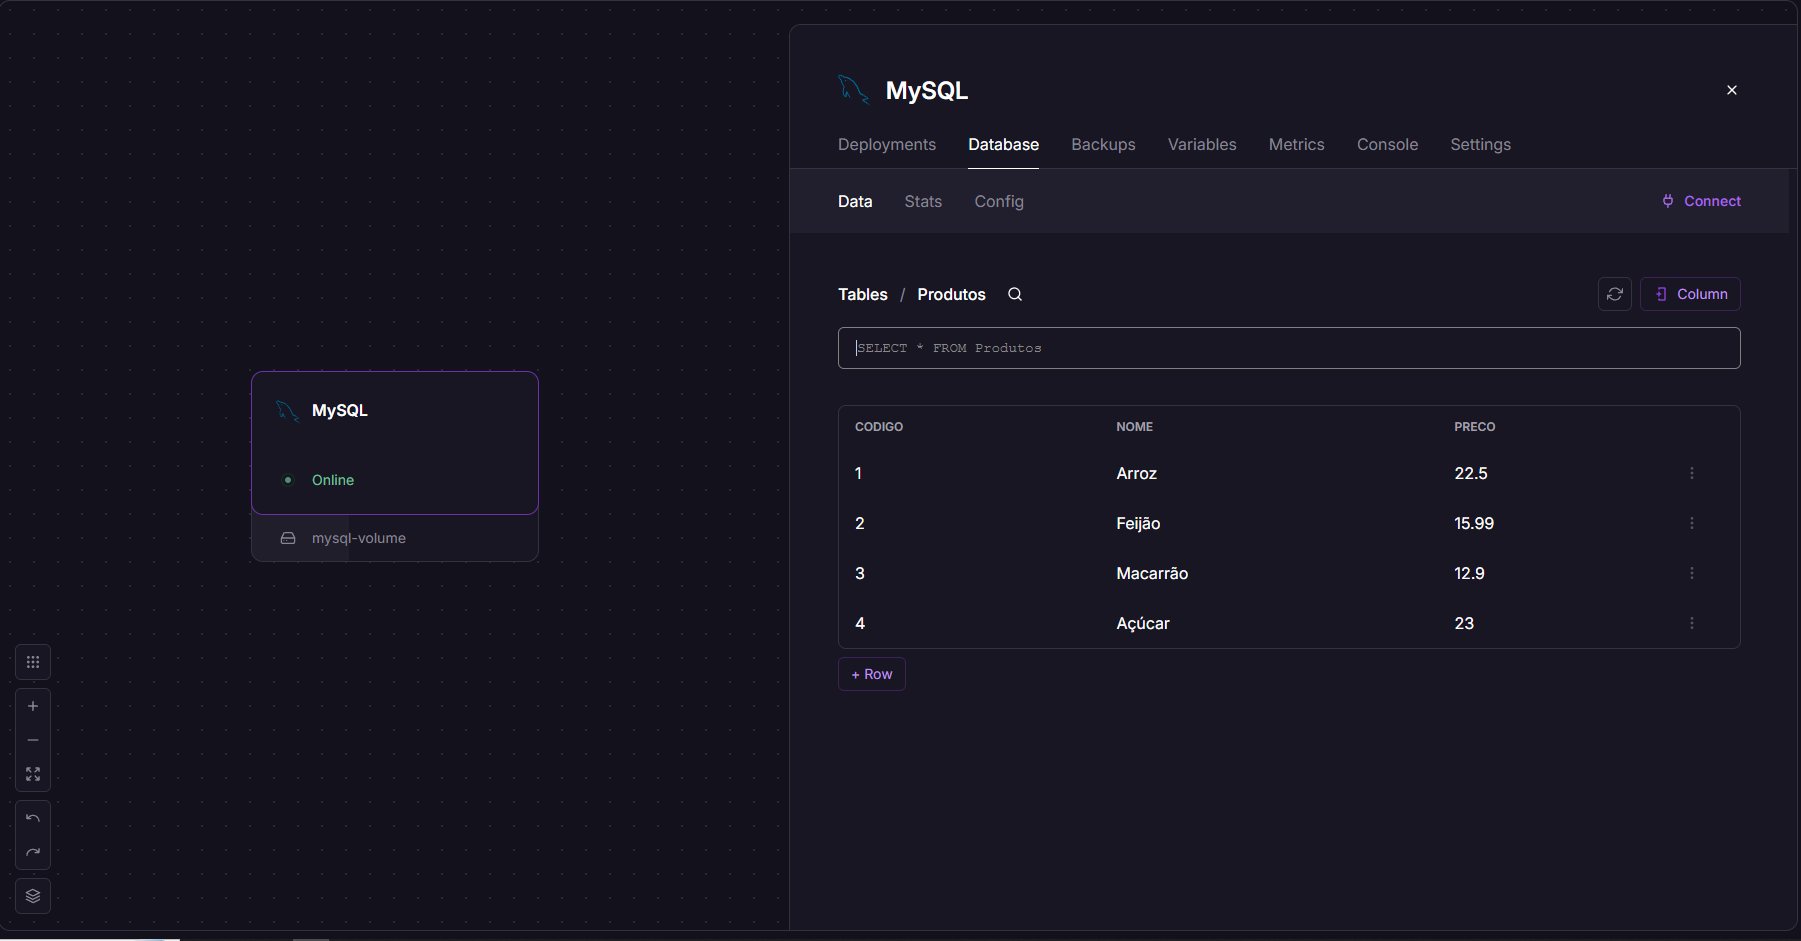 MySQL
Online
mysql-volume
MySQL
Deployments Database Backups Variables Metrics Console Settings
Data Stats Config Connect
Tables / Produtos Column
SELECT * FROM Produtos
CODIGO NOME PRECO
1 Arroz 22.5
2 Feijão 15.99
3 Macarrão 12.9
4 Açúcar 23
+ Row